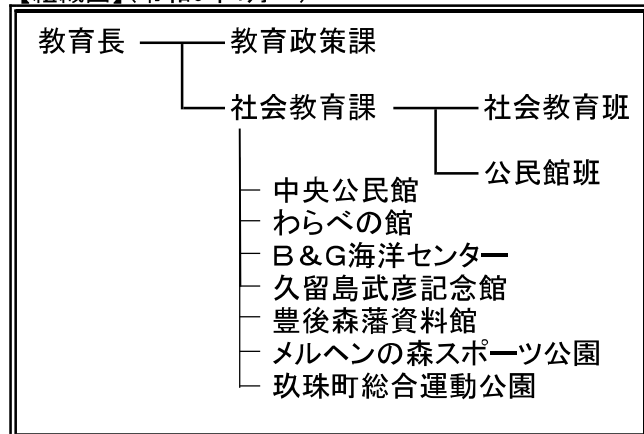 教育長 教育政策課
社会教育課 社会教育班
公民館班
中央公民館
わらべの館
B&G海洋センター
久留島武彦記念館
豊後森藩資料館
メルヘンの森スポーツ公園
玖珠町総合運動公園